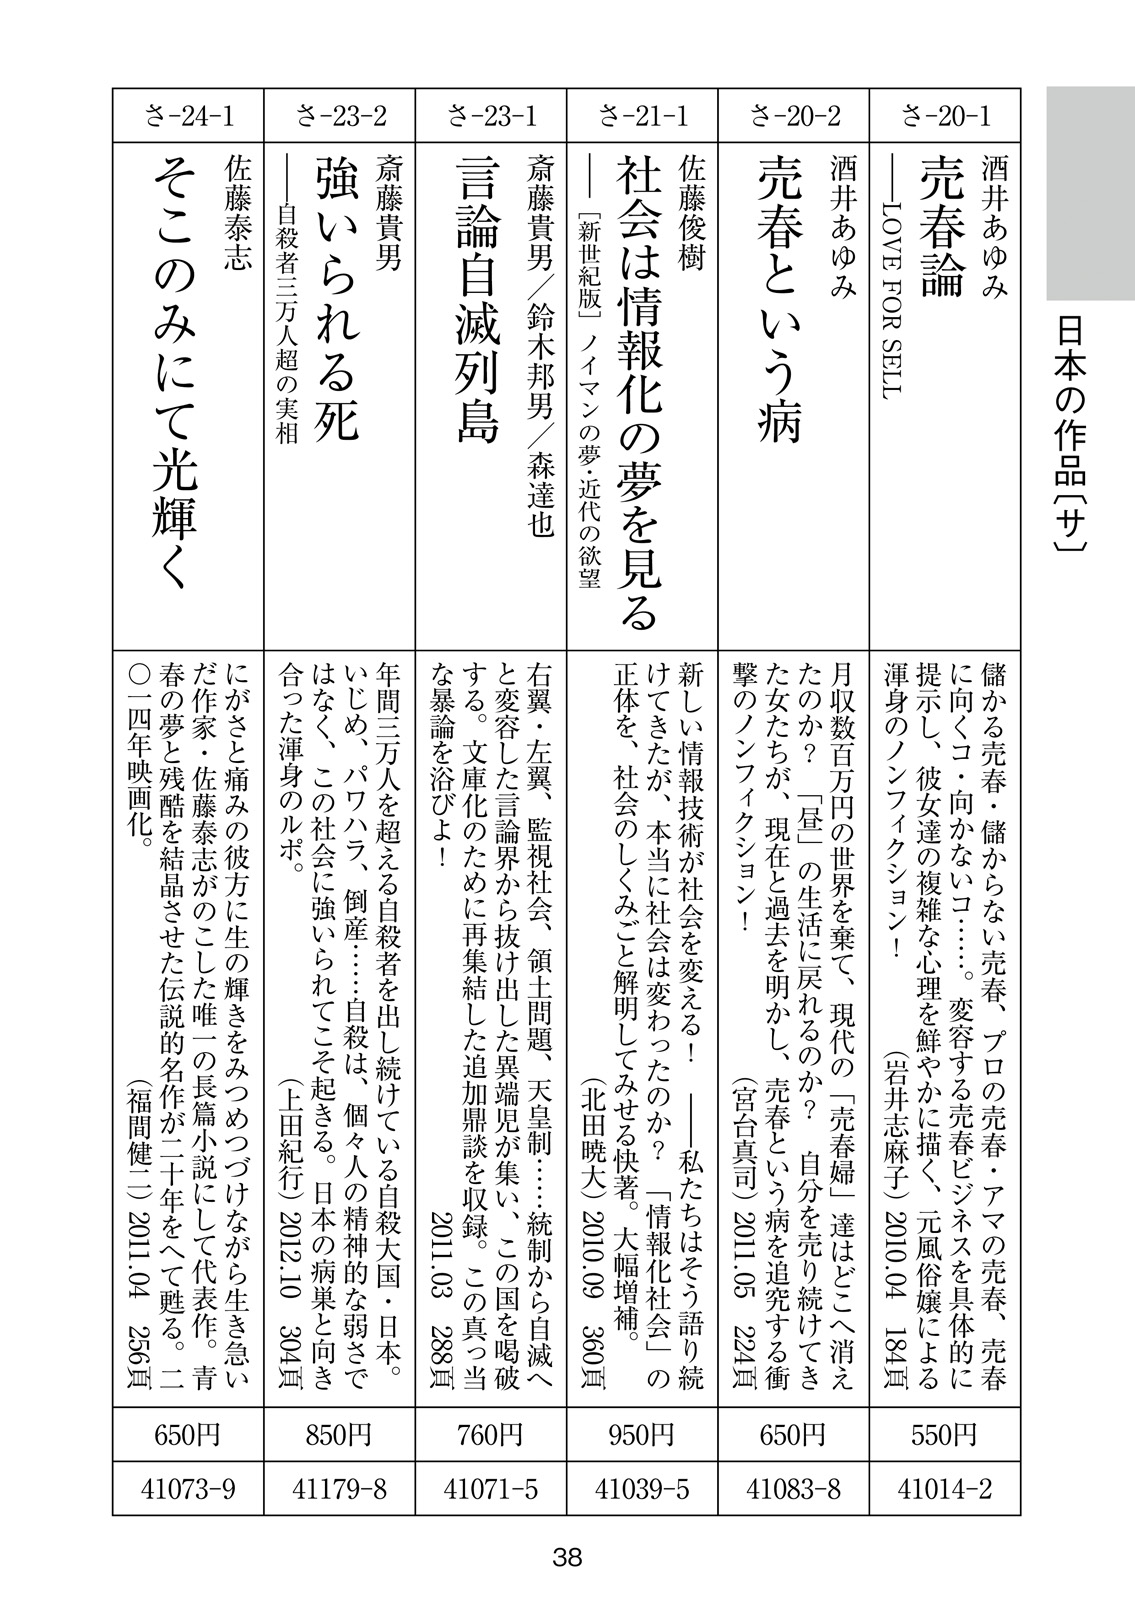 日本の作品〔サ〕
さ-20-1
酒井あゆみ
売春論
――LOVE FOR SELL
儲かる売春・儲からない売春、プロの売春・アマの売春、売春
に向くコ・向かないコ……。変容する売春ビジネスを具体的に
提示し、彼女達の複雑な心理を鮮やかに描く、元風俗嬢による
渾身のノンフィクション！
（岩井志麻子）2010.04　184頁
550円
41014-2
さ-20-2
酒井あゆみ
売春という病
月収数百万円の世界を棄て、現代の「売春婦」達はどこへ消え
たのか？　「昼」の生活に戻れるのか？　自分を売り続けてき
た女たちが、現在と過去を明かし、売春という病を追究する衝
撃のノンフィクション！
（宮台真司）2011.05　224頁
650円
41083-8
さ-21-1
佐藤俊樹
社会は情報化の夢を見る
――［新世紀版］ノイマンの夢・近代の欲望
新しい情報技術が社会を変える！　――私たちはそう語り続
けてきたが、本当に社会は変わったのか？　「情報化社会」の
正体を、社会のしくみごと解明してみせる快著。大幅増補。
（北田暁大）2010.09　360頁
950円
41039-5
さ-23-1
斎藤貴男／鈴木邦男／森達也
言論自滅列島
右翼・左翼、監視社会、領土問題、天皇制……統制から自滅へ
と変容した言論界から抜け出した異端児が集い、この国を喝破
する。文庫化のために再集結した追加鼎談を収録。この真っ当
な暴論を浴びよ！
2011.03　288頁
760円
41071-5
さ-23-2
斎藤貴男
強いられる死
――自殺者三万人超の実相
年間三万人を超える自殺者を出し続けている自殺大国・日本。
いじめ、パワハラ、倒産……自殺は、個々人の精神的な弱さで
はなく、この社会に強いられてこそ起きる。日本の病巣と向き
合った渾身のルポ。
（上田紀行）2012.10　304頁
850円
41179-8
さ-24-1
佐藤泰志
そこのみにて光輝く
にがさと痛みの彼方に生の輝きをみつめつづけながら生き急い
だ作家・佐藤泰志がのこした唯一の長篇小説にして代表作。青
春の夢と残酷を結晶させた伝説的名作が二十年をへて甦る。二
〇一四年映画化。
（福間健二）2011.04　256頁
650円
41073-9
38